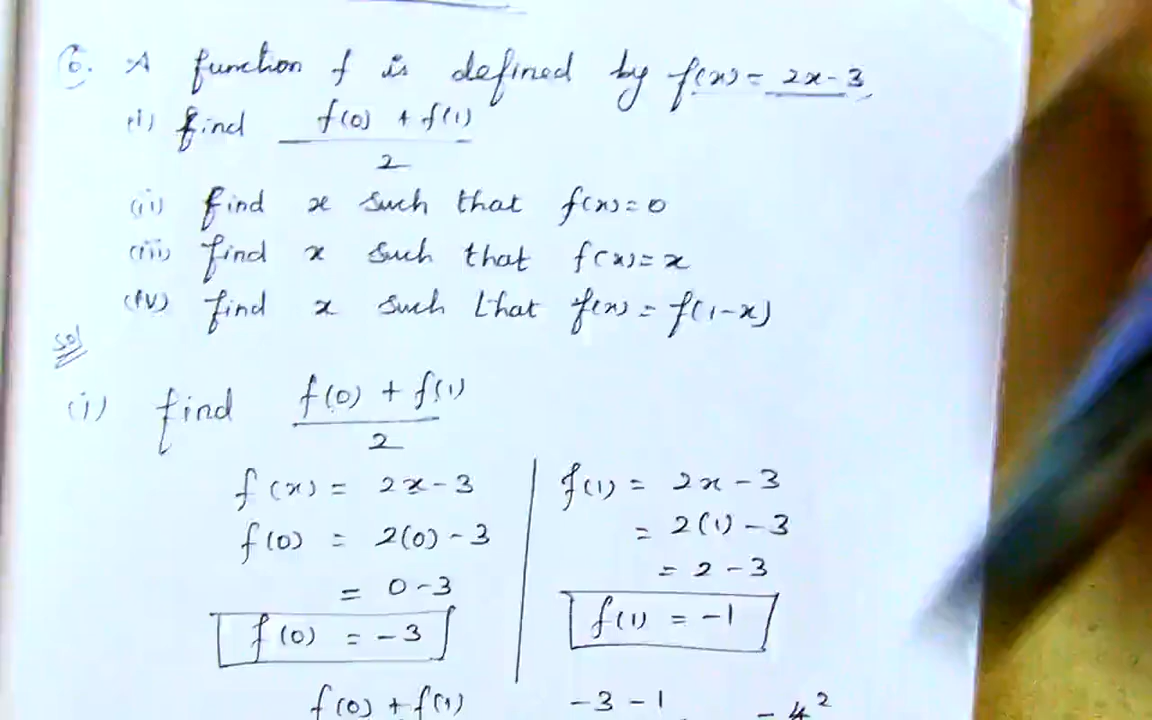 6. A function f is defined by f(x) = 2x-3
(i) find f(0) + f(1) / 2
(ii) find x such that f(x)=0
(iii) find x such that f(x)=x
(iv) find x such that f(x) = f(1-x)
Sol
(i) find f(0) + f(1) / 2
f(x) = 2x-3
f(0) = 2(0)-3
= 0-3
f(0) = -3
f(1) = 2x-3
= 2(1)-3
= 2-3
f(1) = -1
f(0) + f(1) -3-1 -4 2